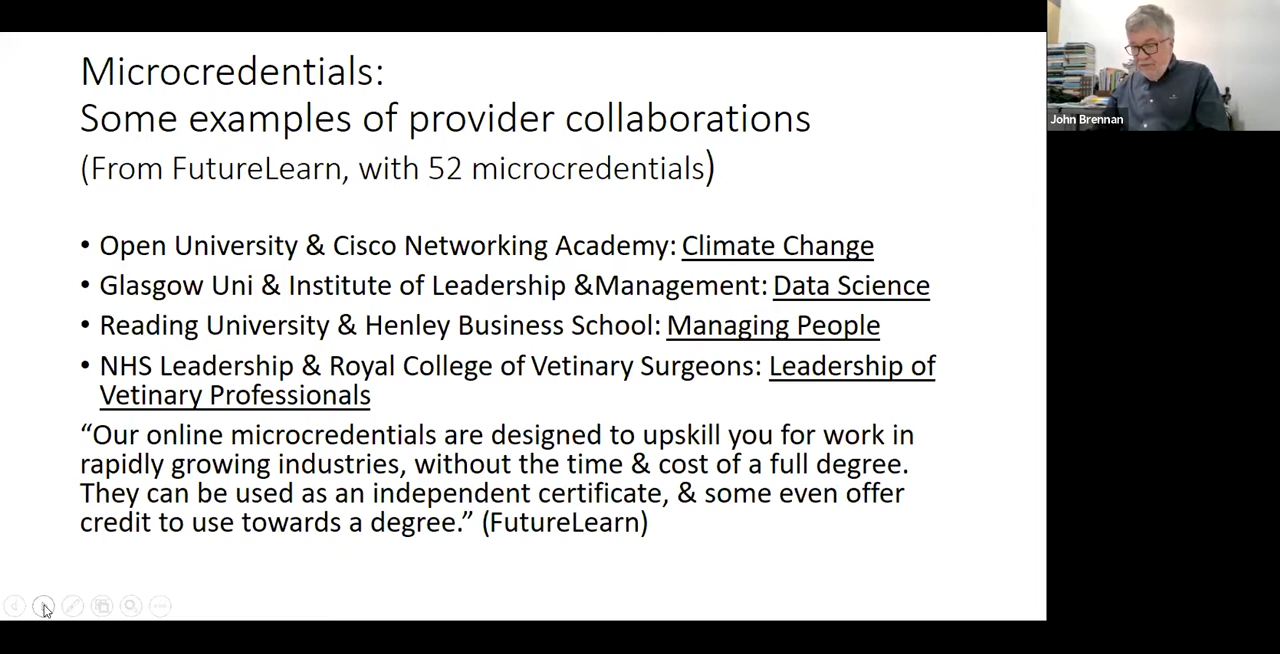 Microcredentials:
Some examples of provider collaborations
(From FutureLearn, with 52 microcredentials)
• Open University & Cisco Networking Academy: Climate Change
• Glasgow Uni & Institute of Leadership &Management: Data Science
• Reading University & Henley Business School: Managing People
• NHS Leadership & Royal College of Vetinary Surgeons: Leadership of
Vetinary Professionals
“Our online microcredentials are designed to upskill you for work in
rapidly growing industries, without the time & cost of a full degree.
They can be used as an independent certificate, & some even offer
credit to use towards a degree.” (FutureLearn)
John Brennan